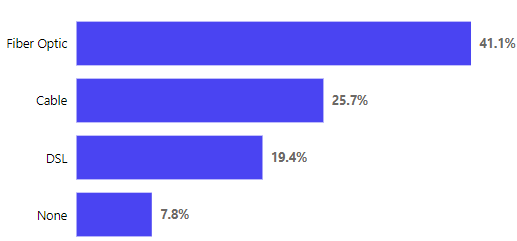 Fiber Optic 41.1%
Cable 25.7%
DSL 19.4%
None 7.8%